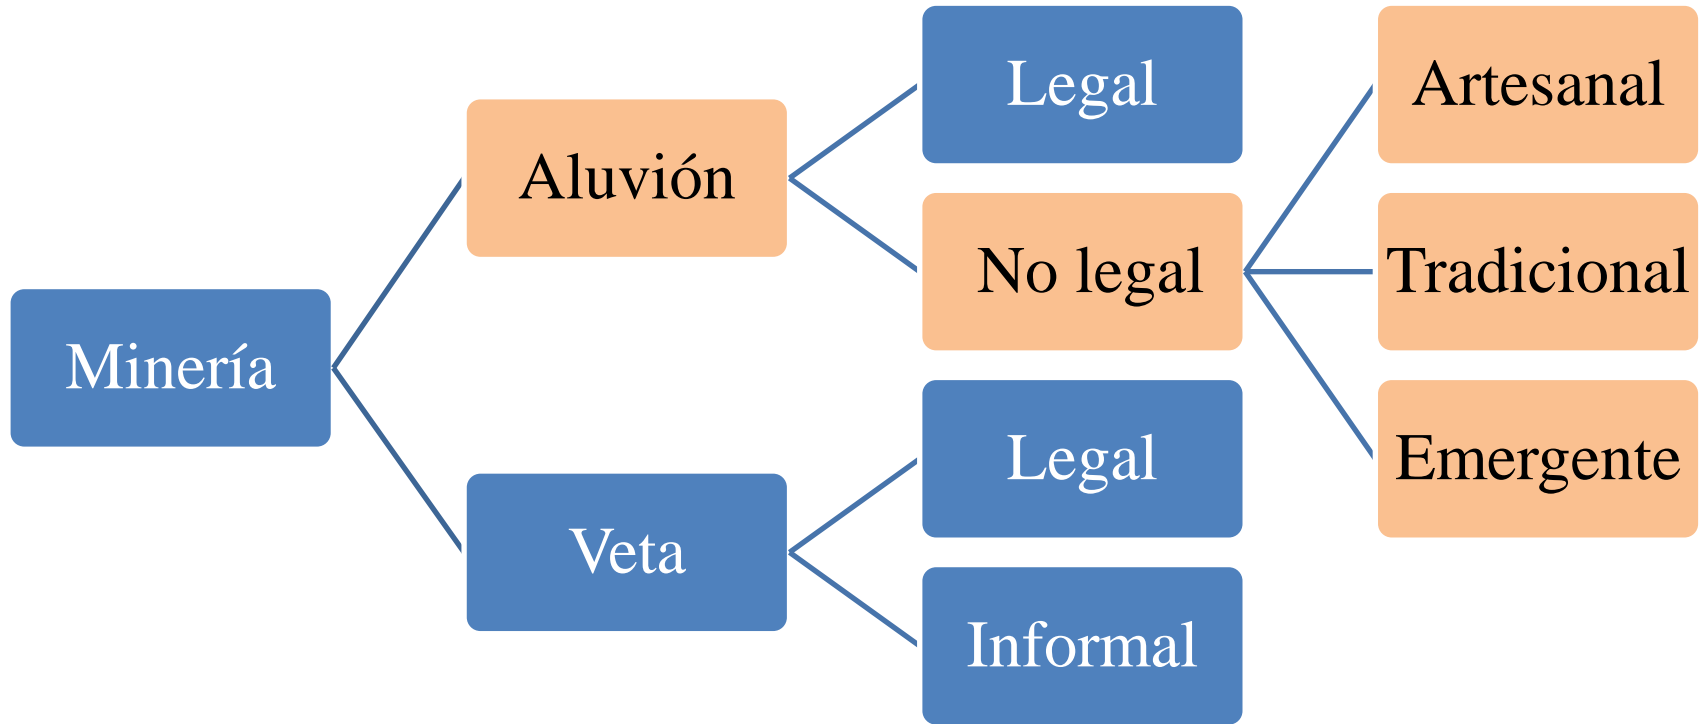 Minería
Aluvión
Legal
No legal
Artesanal
Tradicional
Emergente
Veta
Legal
Informal